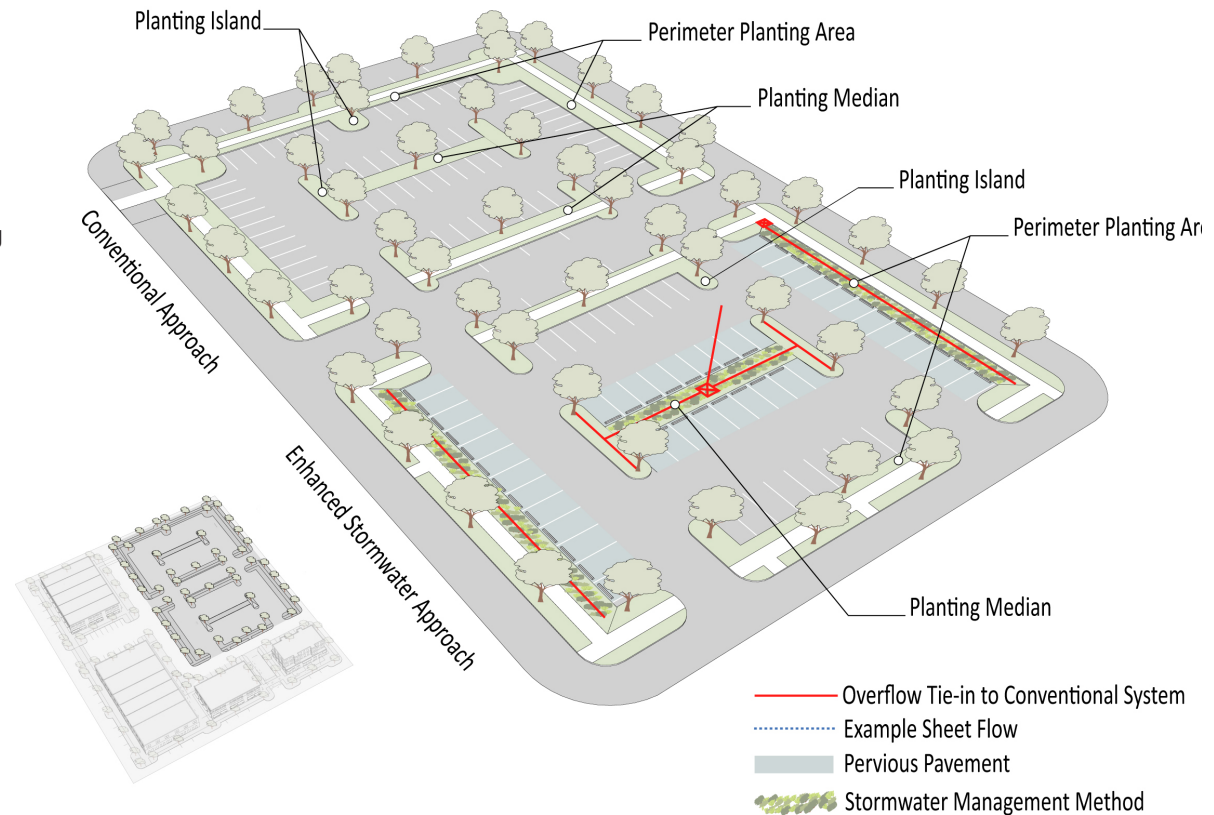 Planting Island
Perimeter Planting Area
Planting Median
Planting Island
Perimeter Planting Ar
Conventional Approach
Enhanced Stormwater Approach
Planting Median
Overflow Tie-in to Conventional System
Example Sheet Flow
Pervious Pavement
Stormwater Management Method